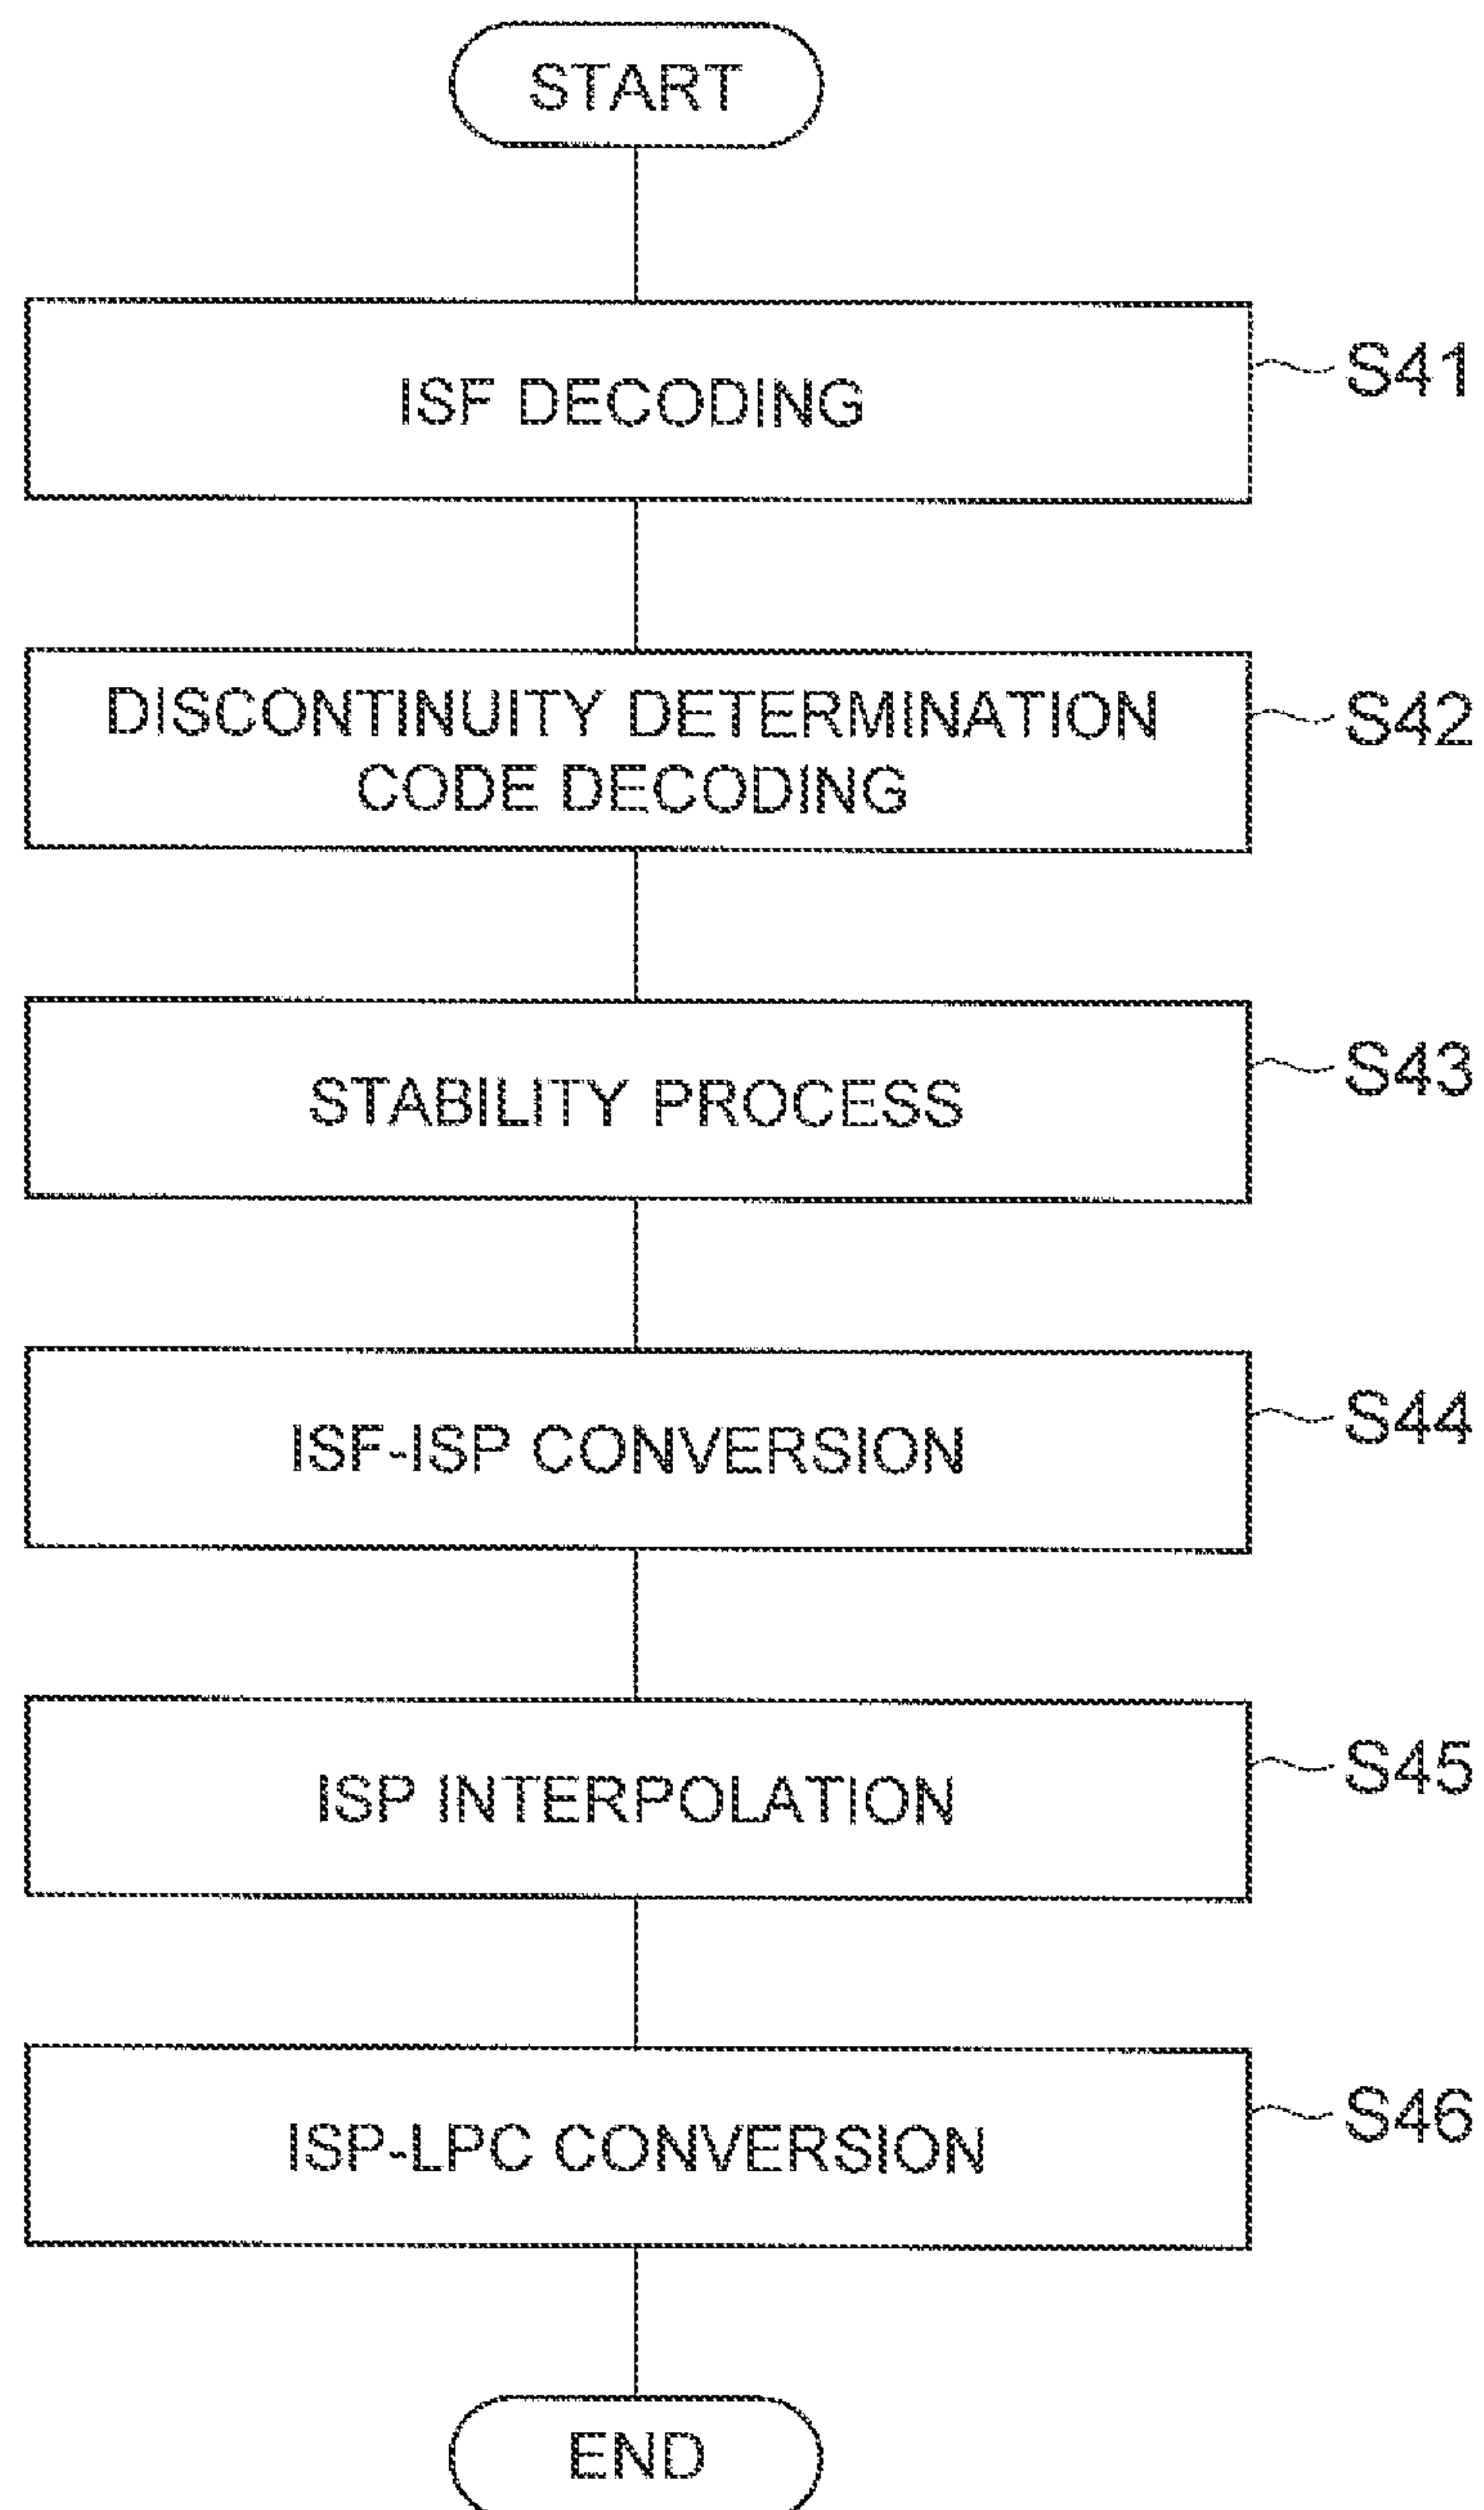 START
ISF DECODING
S41
DISCONTINUITY DETERMINATION
CODE DECODING
S42
STABILITY PROCESS
S43
ISF-ISP CONVERSION
S44
ISP INTERPOLATION
S45
ISP-LPC CONVERSION
S46
END